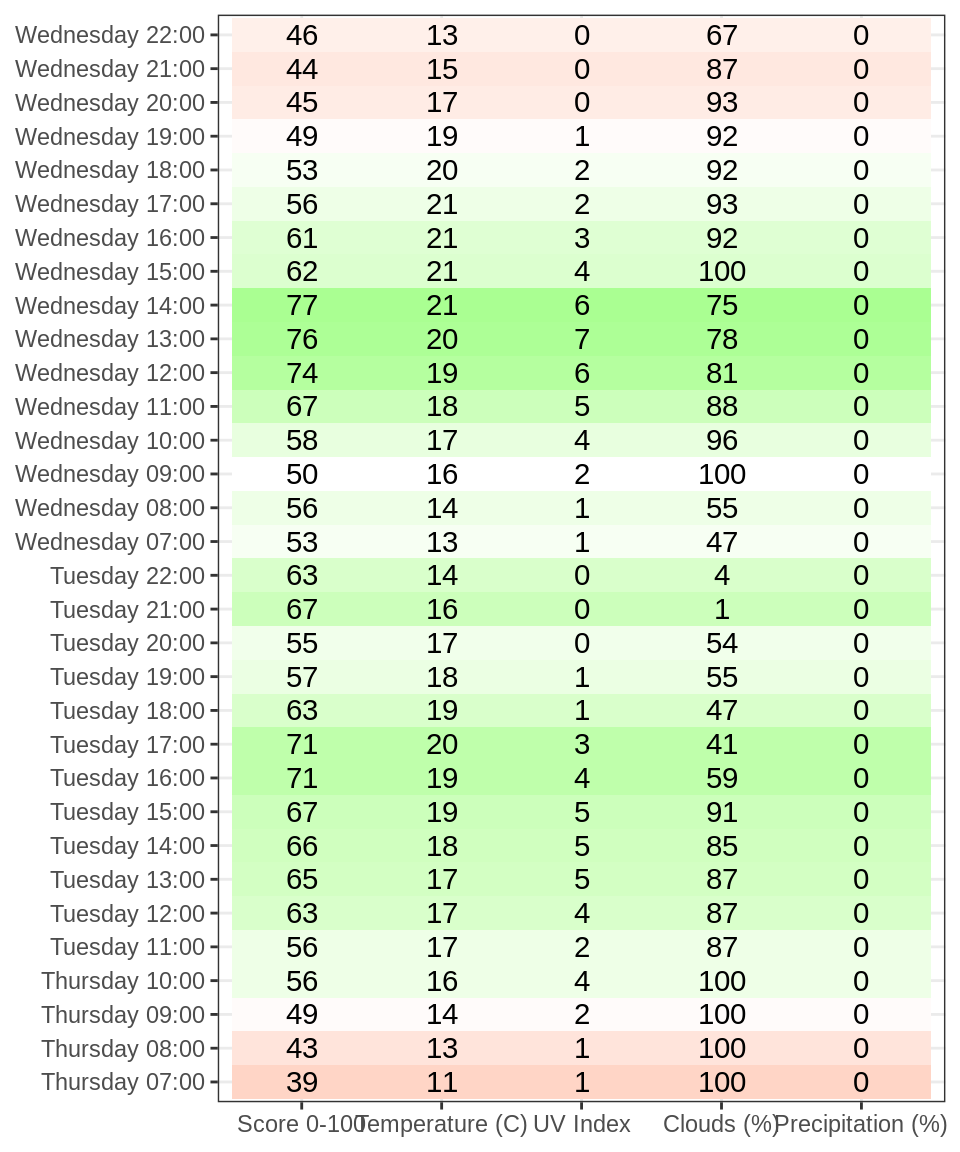 Wednesday 22:00 46 13 0 67 0
Wednesday 21:00 44 15 0 87 0
Wednesday 20:00 45 17 0 93 0
Wednesday 19:00 49 19 1 92 0
Wednesday 18:00 53 20 2 92 0
Wednesday 17:00 56 21 2 93 0
Wednesday 16:00 61 21 3 92 0
Wednesday 15:00 62 21 4 100 0
Wednesday 14:00 77 21 6 75 0
Wednesday 13:00 76 20 7 78 0
Wednesday 12:00 74 19 6 81 0
Wednesday 11:00 67 18 5 88 0
Wednesday 10:00 58 17 4 96 0
Wednesday 09:00 50 16 2 100 0
Wednesday 08:00 56 14 1 55 0
Wednesday 07:00 53 13 1 47 0
Tuesday 22:00 63 14 0 4 0
Tuesday 21:00 67 16 0 1 0
Tuesday 20:00 55 17 0 54 0
Tuesday 19:00 57 18 1 55 0
Tuesday 18:00 63 19 1 47 0
Tuesday 17:00 71 20 3 41 0
Tuesday 16:00 71 19 4 59 0
Tuesday 15:00 67 19 5 91 0
Tuesday 14:00 66 18 5 85 0
Tuesday 13:00 65 17 5 87 0
Tuesday 12:00 63 17 4 87 0
Tuesday 11:00 56 17 2 87 0
Thursday 10:00 56 16 4 100 0
Thursday 09:00 49 14 2 100 0
Thursday 08:00 43 13 1 100 0
Thursday 07:00 39 11 1 100 0
Score 0-100 Temperature (C) UV Index Clouds (%) Precipitation (%)